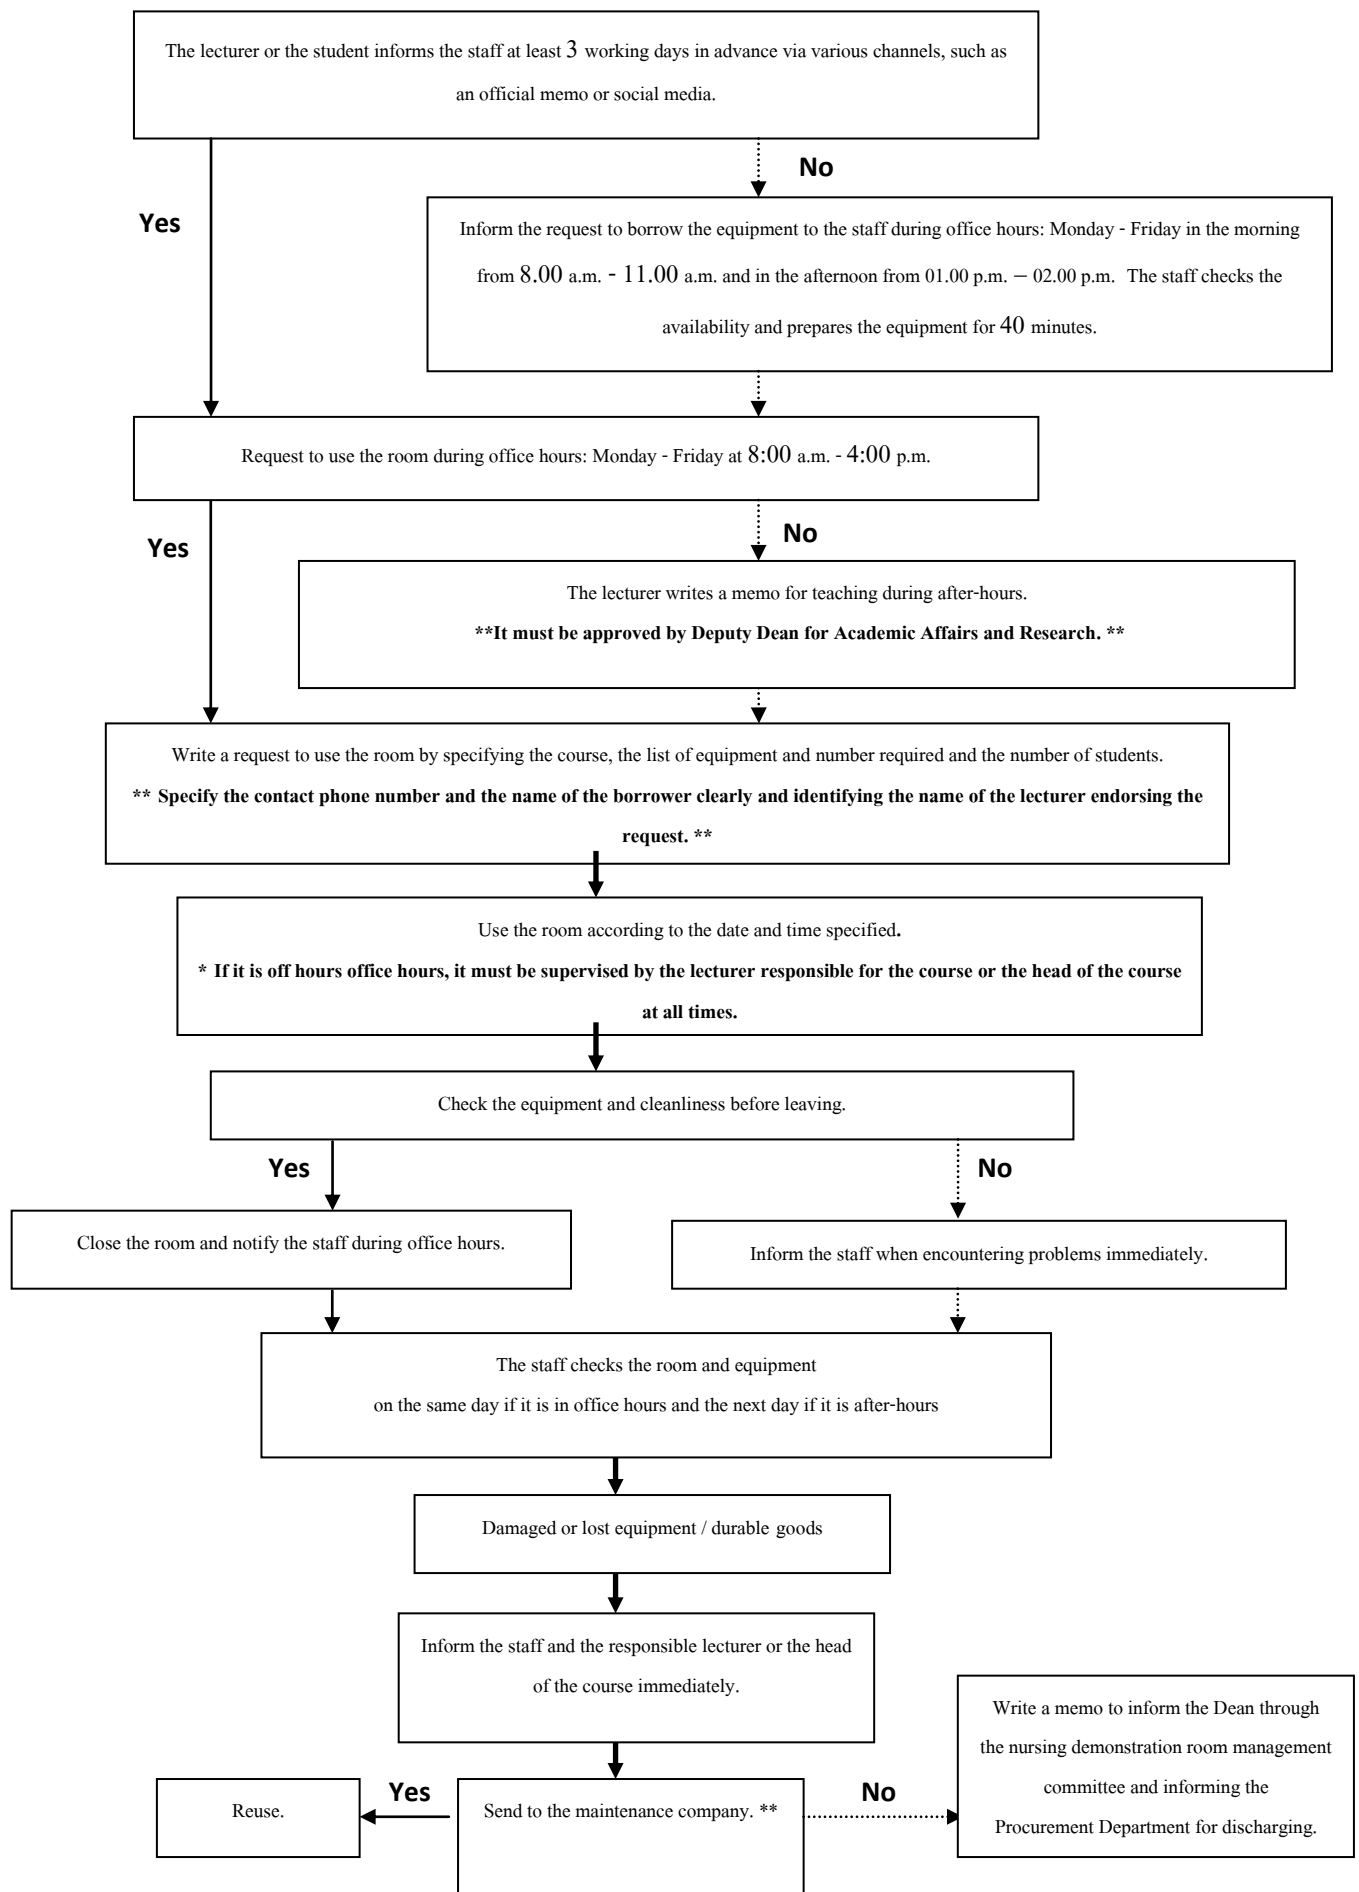 The lecturer or the student informs the staff at least 3 working days in advance via various channels, such as
an official memo or social media.
No
Yes
Inform the request to borrow the equipment to the staff during office hours: Monday - Friday in the morning
from 8.00 a.m. - 11.00 a.m. and in the afternoon from 01.00 p.m. – 02.00 p.m. The staff checks the
availability and prepares the equipment for 40 minutes.
Request to use the room during office hours: Monday - Friday at 8:00 a.m. - 4:00 p.m.
No
Yes
The lecturer writes a memo for teaching during after-hours.
**It must be approved by Deputy Dean for Academic Affairs and Research. **
Write a request to use the room by specifying the course, the list of equipment and number required and the number of students.
** Specify the contact phone number and the name of the borrower clearly and identifying the name of the lecturer endorsing the
request. **
Use the room according to the date and time specified.
* If it is off hours office hours, it must be supervised by the lecturer responsible for the course or the head of the course
at all times.
Check the equipment and cleanliness before leaving.
Yes
No
Close the room and notify the staff during office hours.
Inform the staff when encountering problems immediately.
The staff checks the room and equipment
on the same day if it is in office hours and the next day if it is after-hours
Damaged or lost equipment / durable goods
Inform the staff and the responsible lecturer or the head
of the course immediately.
Write a memo to inform the Dean through
the nursing demonstration room management
committee and informing the
Procurement Department for discharging.
Reuse.
Yes
Send to the maintenance company. **
No